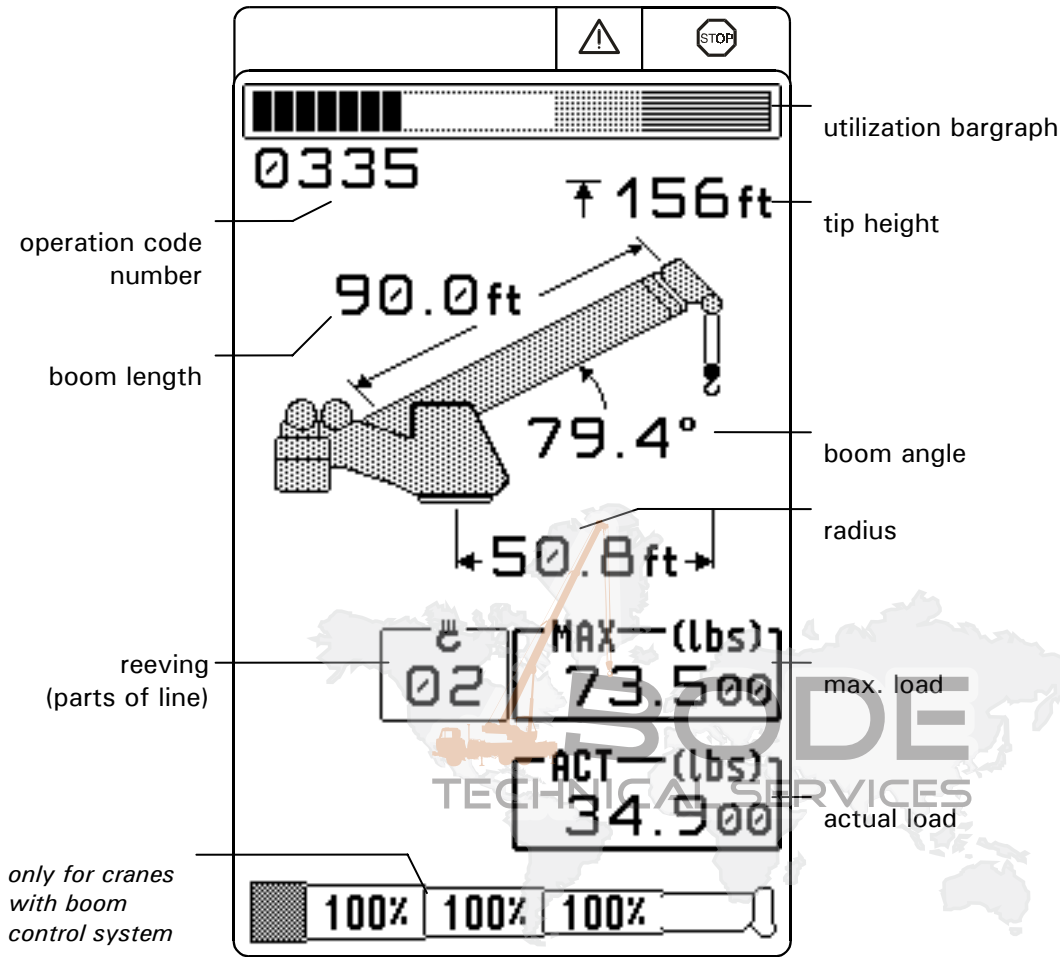 STOP
utilization bargraph
0335
156ft
tip height
operation code
number
90.0ft
boom length
79.4°
boom angle
radius
50.8ft
reeving
(parts of line)
02
MAX (lbs)
73.500
max. load
BODE
TECHNICAL SERVICES
ACT (lbs)
34.900
actual load
only for cranes
with boom
control system
100% 100% 100%